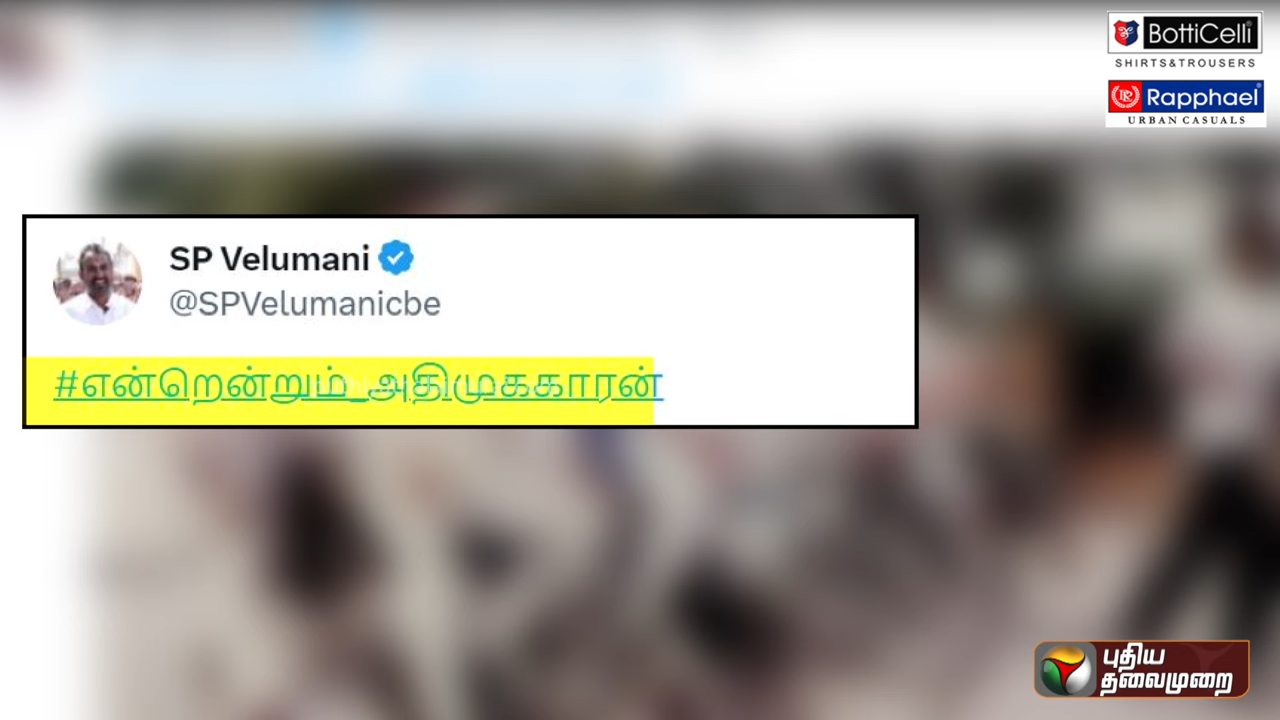 BottiCelli
SHIRTS&TROUSERS
Rapphael
URBAN CASUALS
SP Velumani
@SPVelumanicbe
#என்றென்றும்_அதிமுககாரன்
புதிய
தலைமுறை